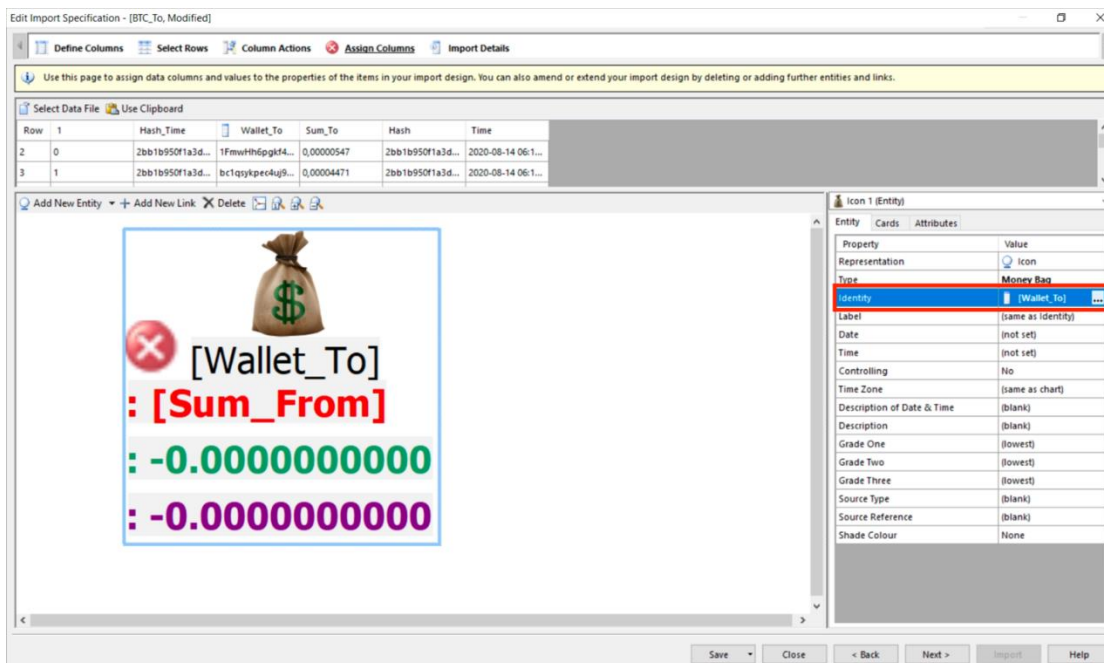 Edit Import Specification - [BTC_To, Modified]
Define Columns Select Rows Column Actions Assign Columns Import Details
Use this page to assign data columns and values to the properties of the items in your import design. You can also amend or extend your import design by deleting or adding further entities and links.
Select Data File Use Clipboard
Row 1 Hash_Time Wallet_To Sum_To Hash Time
2 0 2bb1b950f1a3d... 1FmwHh6pgkf4... 0,00000547 2bb1b950f1a3d... 2020-08-14 06:1...
3 1 2bb1b950f1a3d... bc1qsykpec4uj9... 0,00004471 2bb1b950f1a3d... 2020-08-14 06:1...
Add New Entity + Add New Link Delete
Icon 1 (Entity)
Entity Cards Attributes
Property Value
Representation Icon
Type Money Bag
Identity [Wallet_To] ...
Label (same as Identity)
Date (not set)
Time (not set)
Controlling No
Time Zone (same as chart)
Description of Date & Time (blank)
Description (blank)
Grade One (lowest)
Grade Two (lowest)
Grade Three (lowest)
Source Type (blank)
Source Reference (blank)
Shade Colour None
$
[Wallet_To]
: [Sum_From]
: -0.0000000000
: -0.0000000000
Save Close < Back Next > Import Help